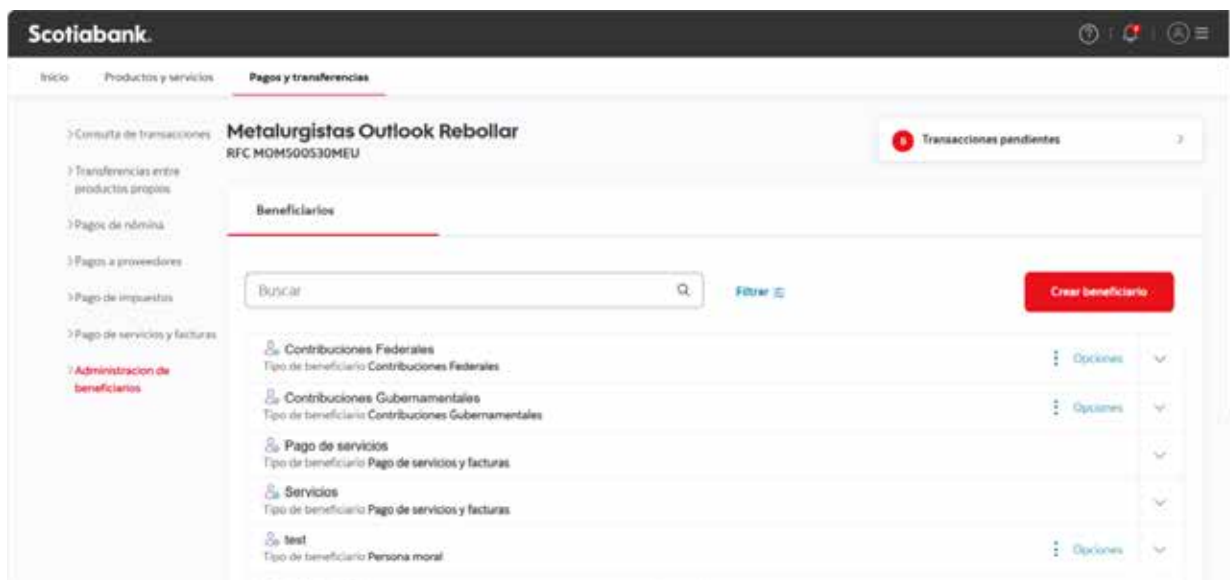 Scotiabank.
Inicio Productos y servicios Pagos y transferencias
> Consulta de transacciones
> Transferencias entre
productos propios
> Pagos de nómina
> Pagos a proveedores
> Pago de impuestos
> Pago de servicios y facturas
> Administracion de
beneficiarios
Metalurgistas Outlook Rebollar
RFC MOM500530MEU
Transacciones pendientes >
Beneficiarios
Buscar
Filtrar
Crear beneficiario
Contribuciones Federales
Tipo de beneficiario Contribuciones Federales
Opciones
Contribuciones Gubernamentales
Tipo de beneficiario Contribuciones Gubernamentales
Opciones
Pago de servicios
Tipo de beneficiario Pago de servicios y facturas
Servicios
Tipo de beneficiario Pago de servicios y facturas
test
Tipo de beneficiario Persona moral
Opciones